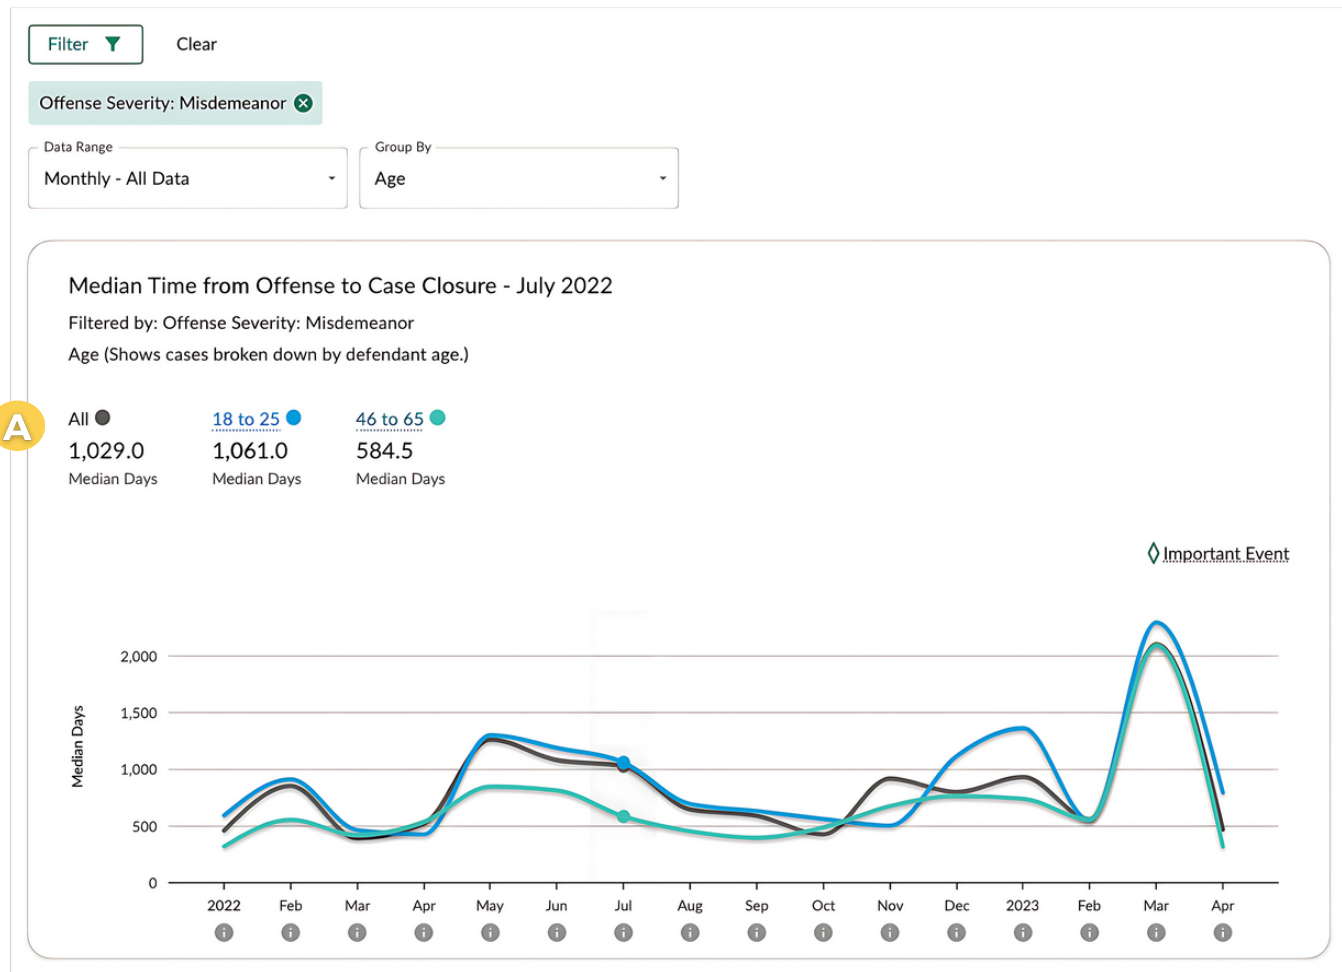 Filter
Clear
Offense Severity: Misdemeanor
Data Range
Monthly - All Data
Group By
Age
Median Time from Offense to Case Closure - July 2022
Filtered by: Offense Severity: Misdemeanor
Age (Shows cases broken down by defendant age.)
A
All 18 to 25 46 to 65
1,029.0 1,061.0 584.5
Median Days Median Days Median Days
Important Event
Median Days
2,000
1,500
1,000
500
0
2022 Feb Mar Apr May Jun Jul Aug Sep Oct Nov Dec 2023 Feb Mar Apr
i i i i i i i i i i i i i i i i